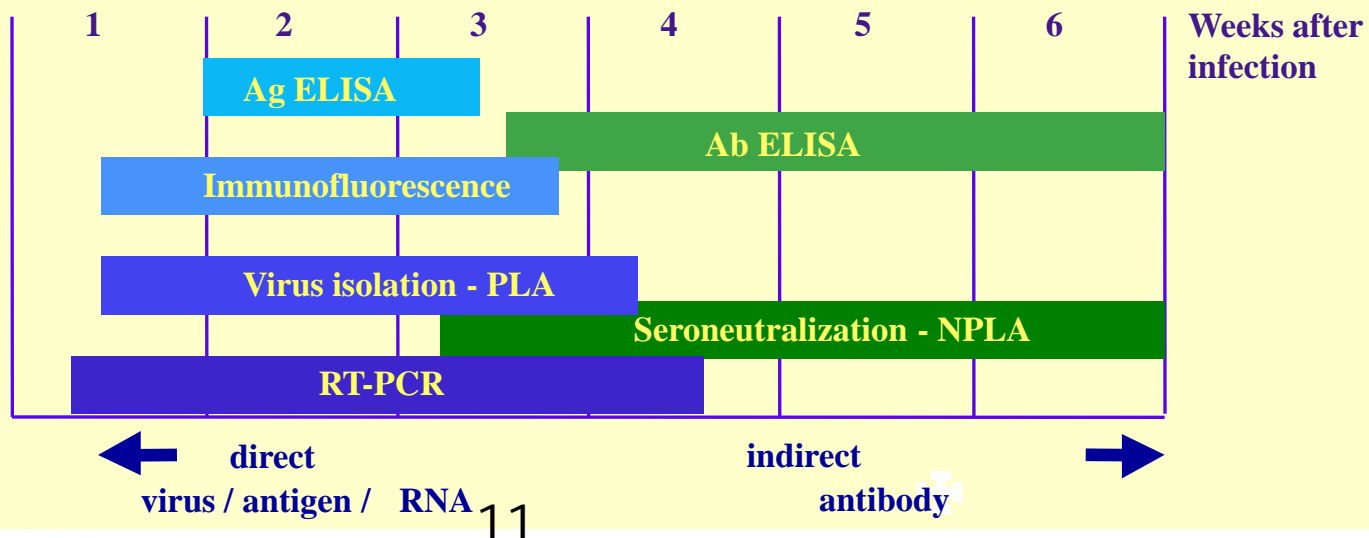 1 2 3 4 5 6 Weeks after
infection
Ag ELISA
Ab ELISA
Immunofluorescence
Virus isolation - PLA
Seroneutralization - NPLA
RT-PCR
direct indirect
virus / antigen / RNA antibody
11